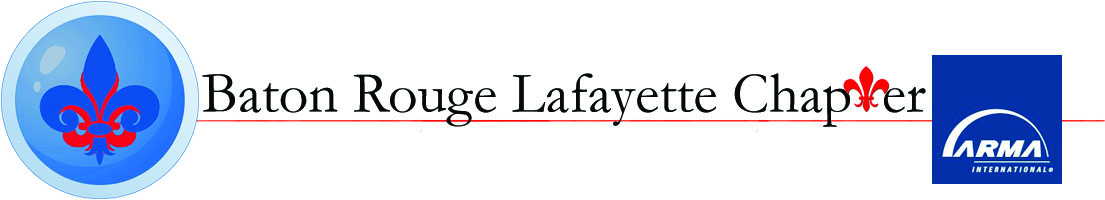 Baton Rouge Lafayette Chapter
ARMA
INTERNATIONAL®